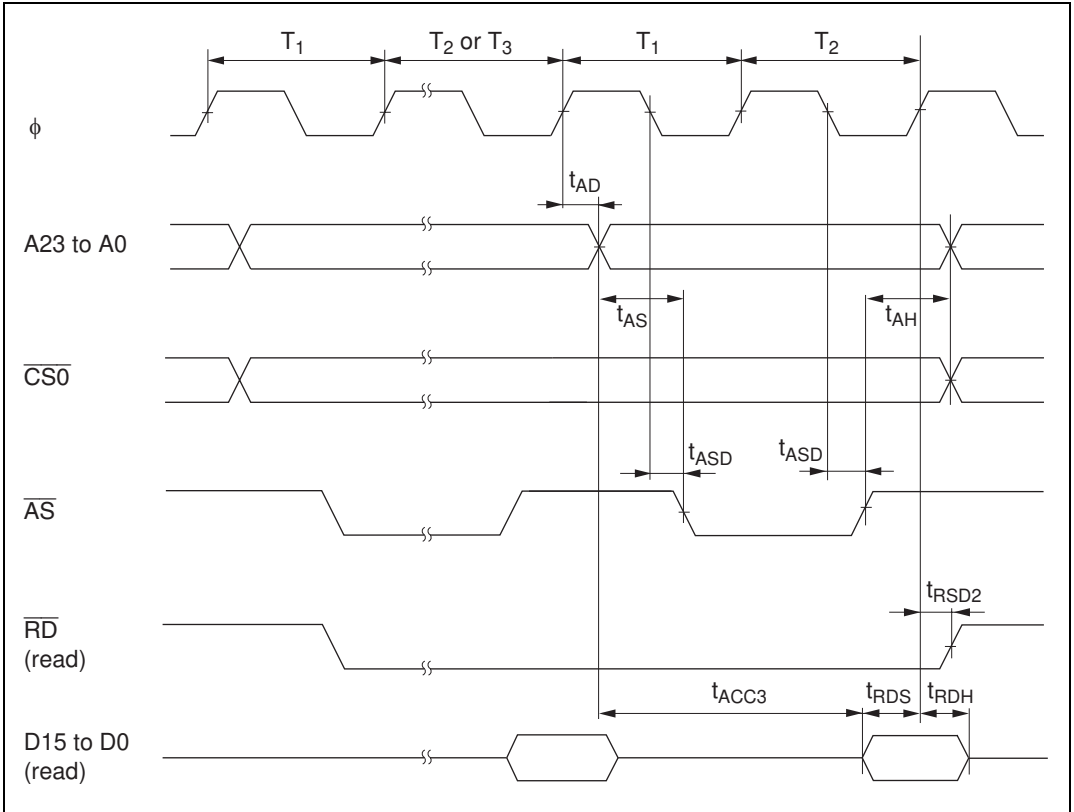 T1 T2 or T3 T1 T2
ϕ
tAD
A23 to A0
tAS tAH
CS0
tASD tASD
AS
tRSD2
RD
(read)
tACC3 tRDS tRDH
D15 to D0
(read)